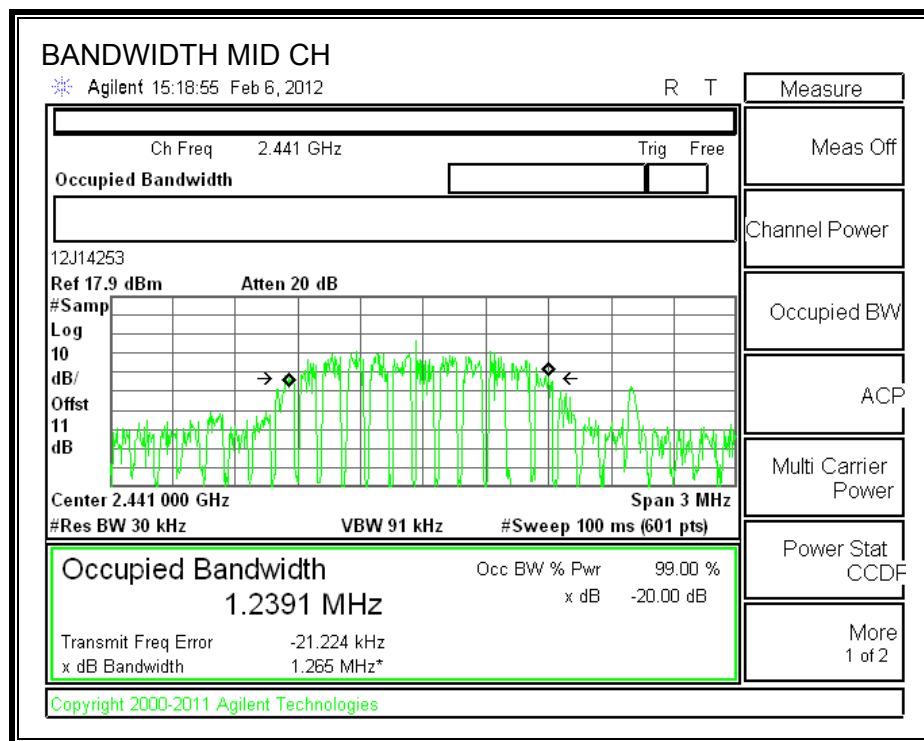 BANDWIDTH MID CH
Agilent 15:18:55 Feb 6, 2012 R T
Measure
Ch Freq 2.441 GHz Trig Free
Meas Off
Occupied Bandwidth
Channel Power
12J14253
Ref 17.9 dBm Atten 20 dB
#Samp
Log
10
dB/
Offst
11
dB
Occupied BW
ACP
Multi Carrier
Power
Center 2.441 000 GHz Span 3 MHz
#Res BW 30 kHz VBW 91 kHz #Sweep 100 ms (601 pts)
Power Stat
CCDF
Occupied Bandwidth Occ BW % Pwr 99.00 %
1.2391 MHz x dB -20.00 dB
Transmit Freq Error -21.224 kHz
x dB Bandwidth 1.265 MHz*
More
1 of 2
Copyright 2000-2011 Agilent Technologies